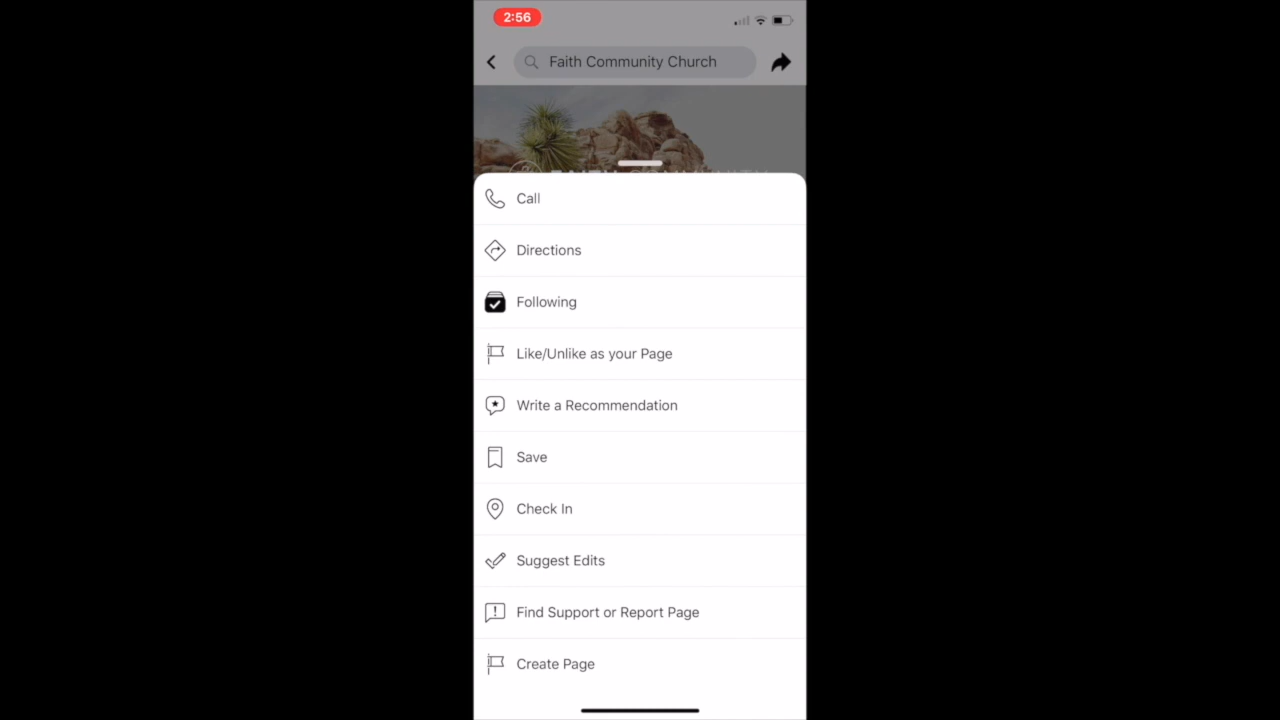 2:56
Faith Community Church
Call
Directions
Following
Like/Unlike as your Page
Write a Recommendation
Save
Check In
Suggest Edits
Find Support or Report Page
Create Page